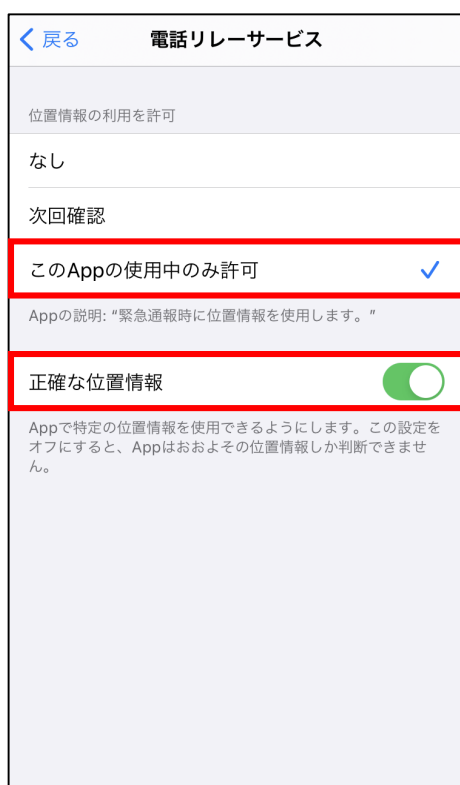 戻る 電話リレーサービス
位置情報の利用を許可
なし
次回確認
このAppの使用中のみ許可
Appの説明: “緊急通報時に位置情報を使用します。”
正確な位置情報
Appで特定の位置情報を使用できるようにします。この設定を
オフにすると、Appはおおよその位置情報しか判断できませ
ん。